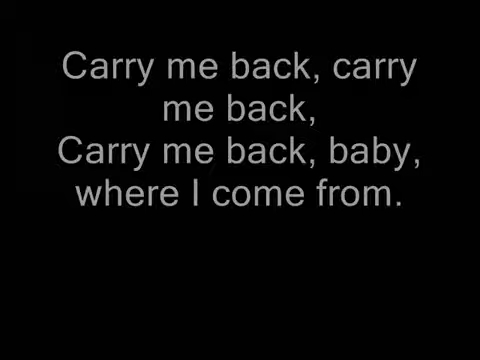 Carry me back, carry
me back,
Carry me back, baby,
where I come from.